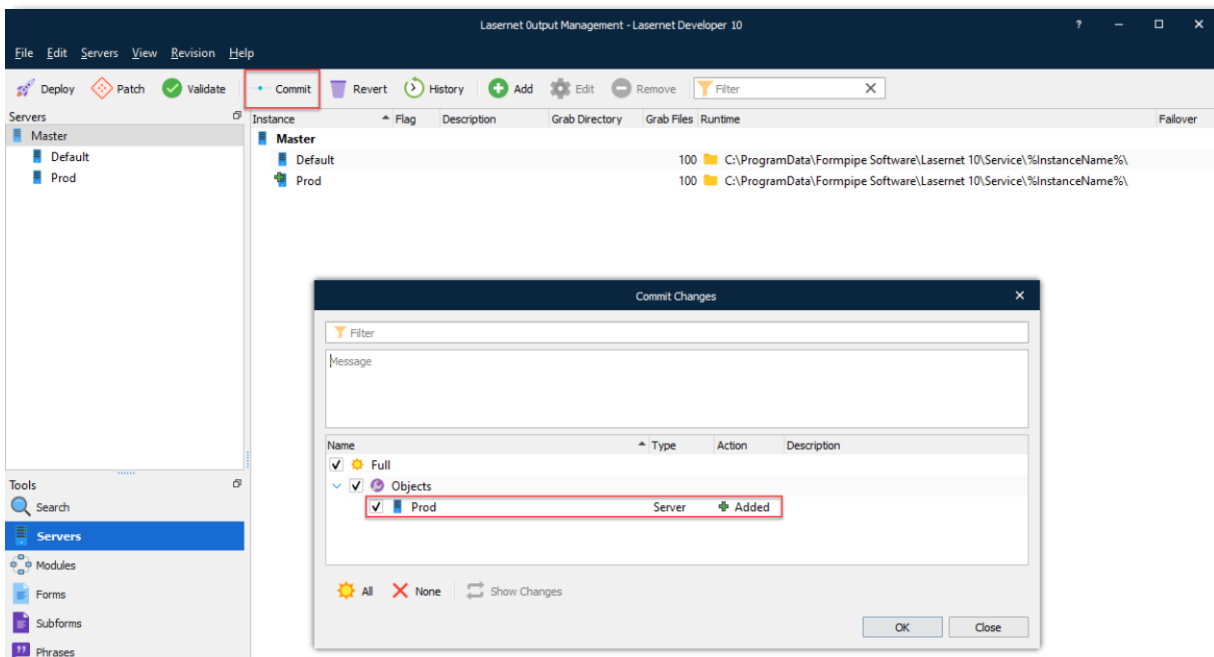 Lasernet Output Management - Lasernet Developer 10 ?
File Edit Servers View Revision Help
Deploy Patch Validate Commit Revert History Add Edit Remove Filter
Servers
Master
Default
Prod
Instance Flag Description Grab Directory Grab Files Runtime Failover
Master
Default 100 C:\ProgramData\Formpipe Software\Lasernet 10\Service\%InstanceName%\
Prod 100 C:\ProgramData\Formpipe Software\Lasernet 10\Service\%InstanceName%\
Commit Changes
Filter
Message
Name Type Action Description
Full
Objects
Prod Server Added
All None Show Changes
OK Close
Tools
Search
Servers
Modules
Forms
Subforms
Phrases